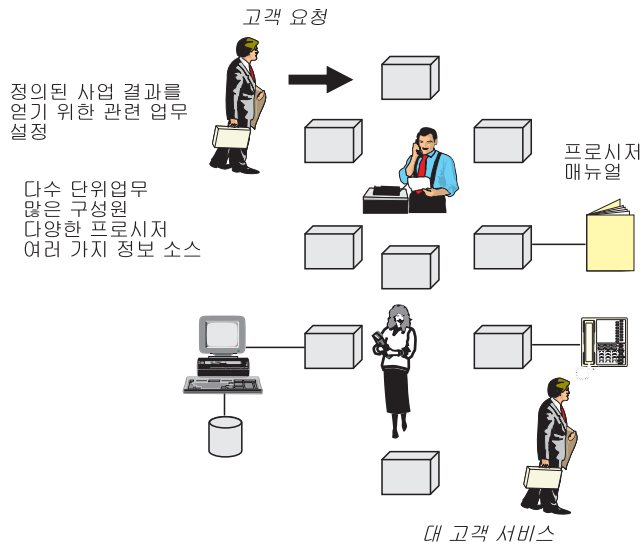 고객 요청
정의된 사업 결과를
얻기 위한 관련 업무
설정
프로시저
매뉴얼
다수 단위업무
많은 구성원
다양한 프로시저
여러 가지 정보 소스
대 고객 서비스